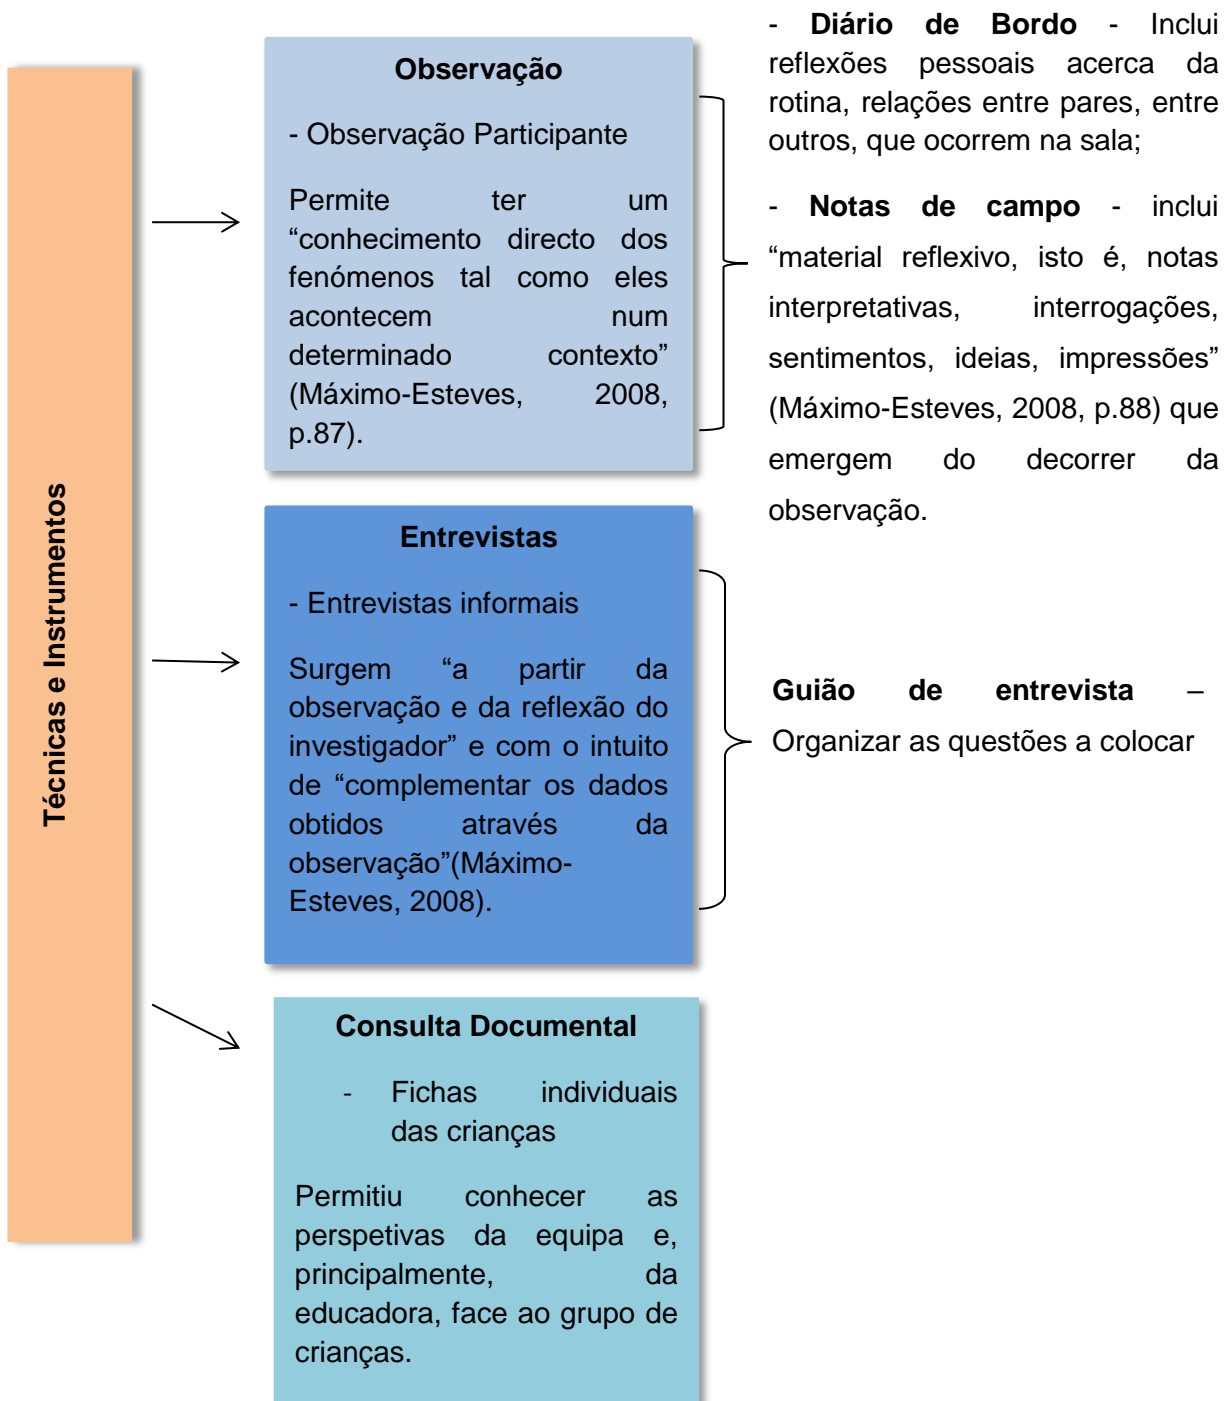 Técnicas e Instrumentos
Observação
- Observação Participante
Permite ter um
“conhecimento directo dos
fenómenos tal como eles
acontecem num
determinado contexto”
(Máximo-Esteves, 2008,
p.87).
- Diário de Bordo - Inclui
reflexões pessoais acerca da
rotina, relações entre pares, entre
outros, que ocorrem na sala;
- Notas de campo - inclui
“material reflexivo, isto é, notas
interpretativas, interrogações,
sentimentos, ideias, impressões”
(Máximo-Esteves, 2008, p.88) que
emergem do decorrer da
observação.
Entrevistas
- Entrevistas informais
Surgem “a partir da
observação e da reflexão do
investigador” e com o intuito
de “complementar os dados
obtidos através da
observação”(Máximo-
Esteves, 2008).
Guião de entrevista –
Organizar as questões a colocar
Consulta Documental
- Fichas individuais
das crianças
Permitiu conhecer as
perspetivas da equipa e,
principalmente, da
educadora, face ao grupo de
crianças.